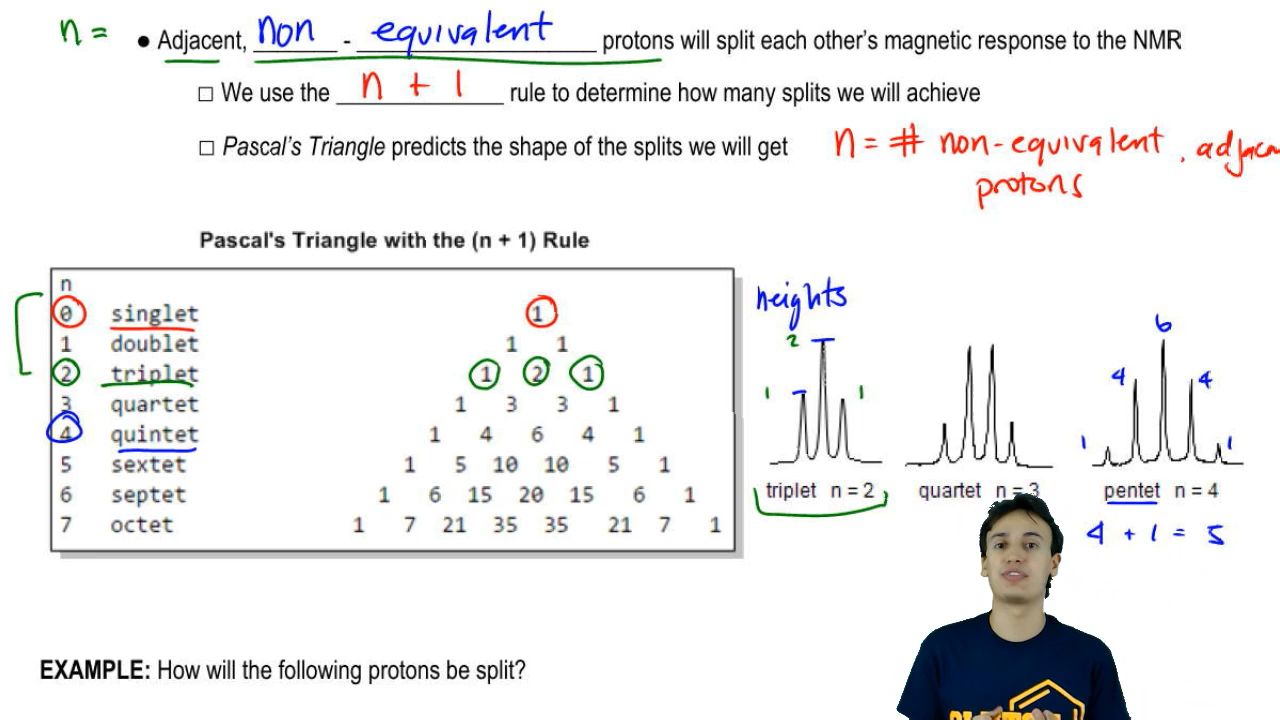 n =
● Adjacent, non - equivalent protons will split each other's magnetic response to the NMR
□ We use the n + 1 rule to determine how many splits we will achieve
□ Pascal's Triangle predicts the shape of the splits we will get
n = # non-equivalent, adjacen
protons
Pascal's Triangle with the (n + 1) Rule
n
0 singlet 1
1 doublet 1 1
2 triplet 1 2 1
3 quartet 1 3 3 1
4 quintet 1 4 6 4 1
5 sextet 1 5 10 10 5 1
6 septet 1 6 15 20 15 6 1
7 octet 1 7 21 35 35 21 7 1
heights
1 2 1
1 4 6 4 1
triplet n = 2
quartet n = 3
pentet n = 4
4 + 1 = 5
EXAMPLE: How will the following protons be split?